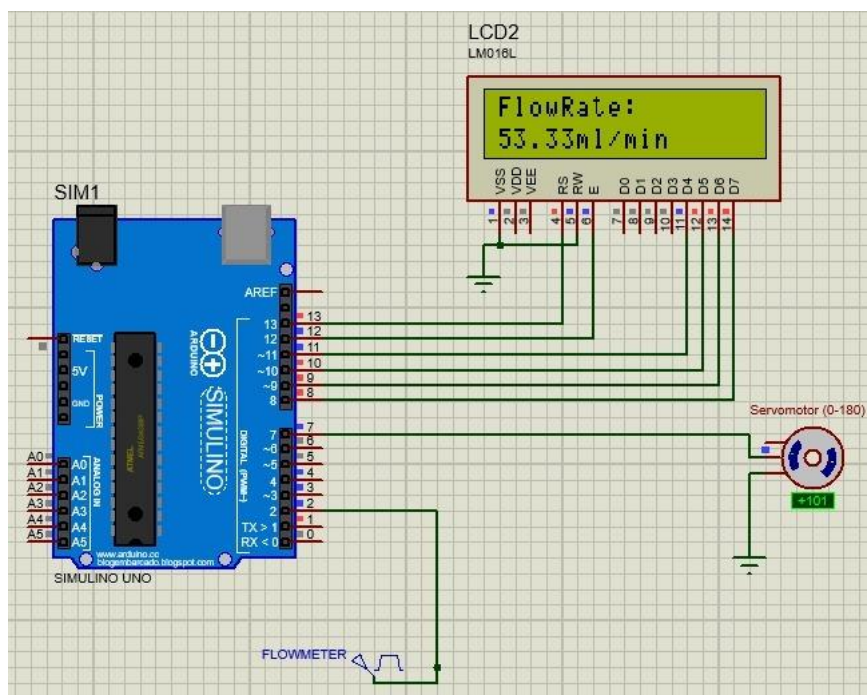 LCD2
LM016L
FlowRate:
53.33ml/min
VSS
VDD
VEE
RS
RW
E
D0
D1
D2
D3
D4
D5
D6
D7
1
2
3
4
5
6
7
8
9
10
11
12
13
14
SIM1
AREF
13
12
~11
~10
~9
8
13
12
11
10
9
8
7
~6
~5
4
~3
2
TX > 1
RX < 0
7
6
5
4
3
2
1
0
RESET
5V
GND
POWER
A0
A1
A2
A3
A4
A5
A0
A1
A2
A3
A4
A5
ANALOG IN
ATMEL
ARDUINO
SIMULINO
DIGITAL (PWM~)
www.arduino.cc
blogembarcado.blogspot.com
SIMULINO UNO
Servomotor (0-180)
+101
FLOWMETER